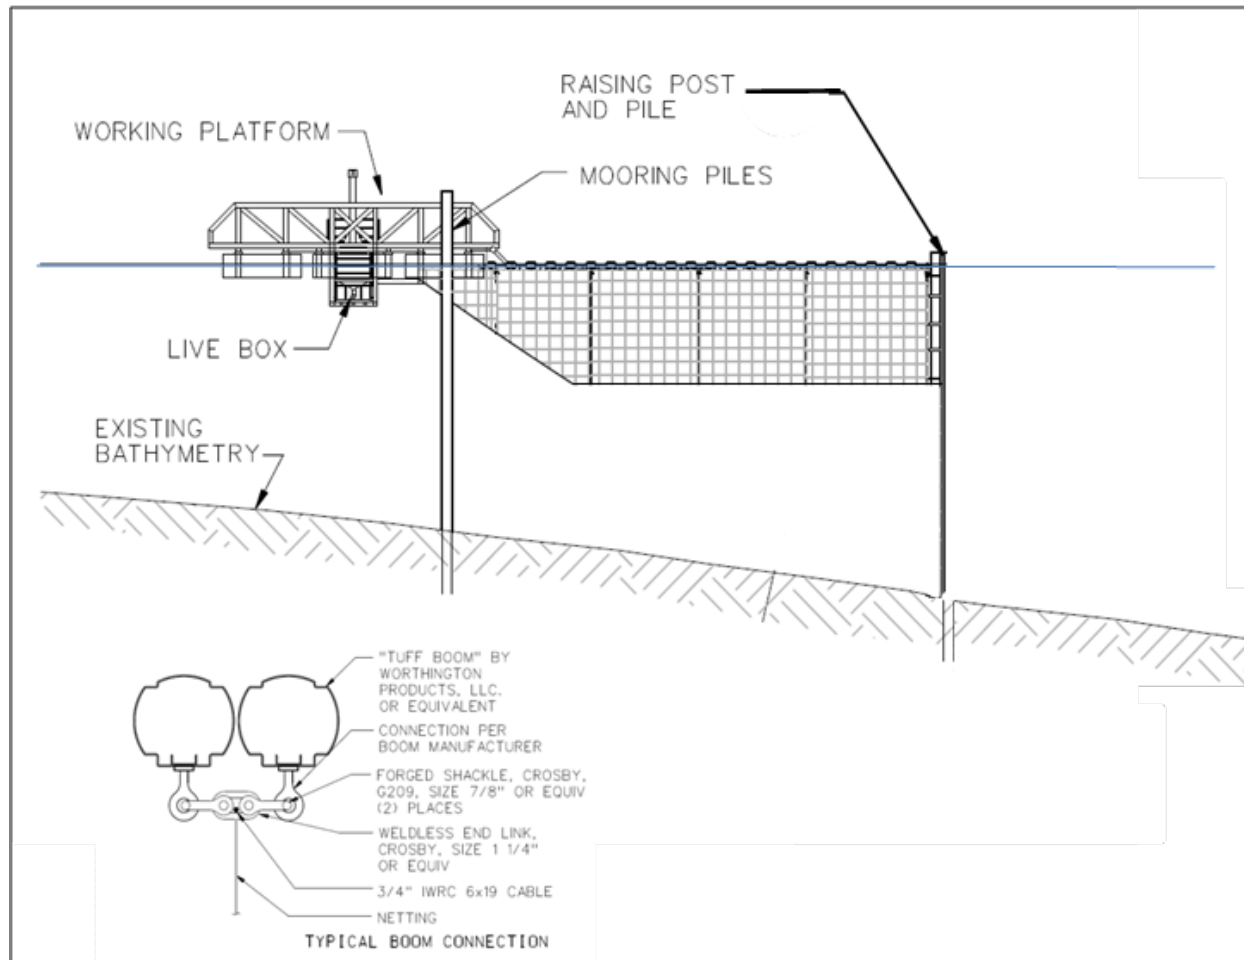 RAISING POST
AND PILE
WORKING PLATFORM
MOORING PILES
LIVE BOX
EXISTING
BATHYMETRY
"TUFF BOOM" BY
WORTHINGTON
PRODUCTS, LLC.
OR EQUIVALENT
CONNECTION PER
BOOM MANUFACTURER
FORGED SHACKLE, CROSBY,
G209, SIZE 7/8" OR EQUIV
(2) PLACES
WELDLESS END LINK,
CROSBY, SIZE 1 1/4"
OR EQUIV
3/4" IWRC 6x19 CABLE
NETTING
TYPICAL BOOM CONNECTION